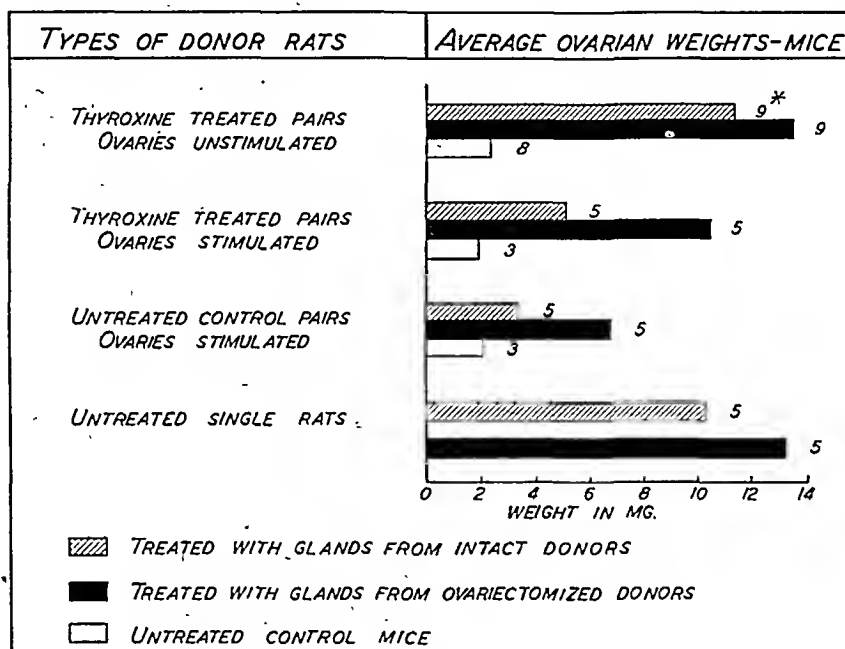 TYPES OF DONOR RATS
AVERAGE OVARIAN WEIGHTS-MICE
THYROXINE TREATED PAIRS
OVARIES UNSTIMULATED
9*
9
8
THYROXINE TREATED PAIRS
OVARIES STIMULATED
5
5
3
UNTREATED CONTROL PAIRS
OVARIES STIMULATED
5
5
3
UNTREATED SINGLE RATS
5
5
0 2 4 6 8 10 12 14
WEIGHT IN MG.
TREATED WITH GLANDS FROM INTACT DONORS
TREATED WITH GLANDS FROM OVARIECTOMIZED DONORS
UNTREATED CONTROL MICE